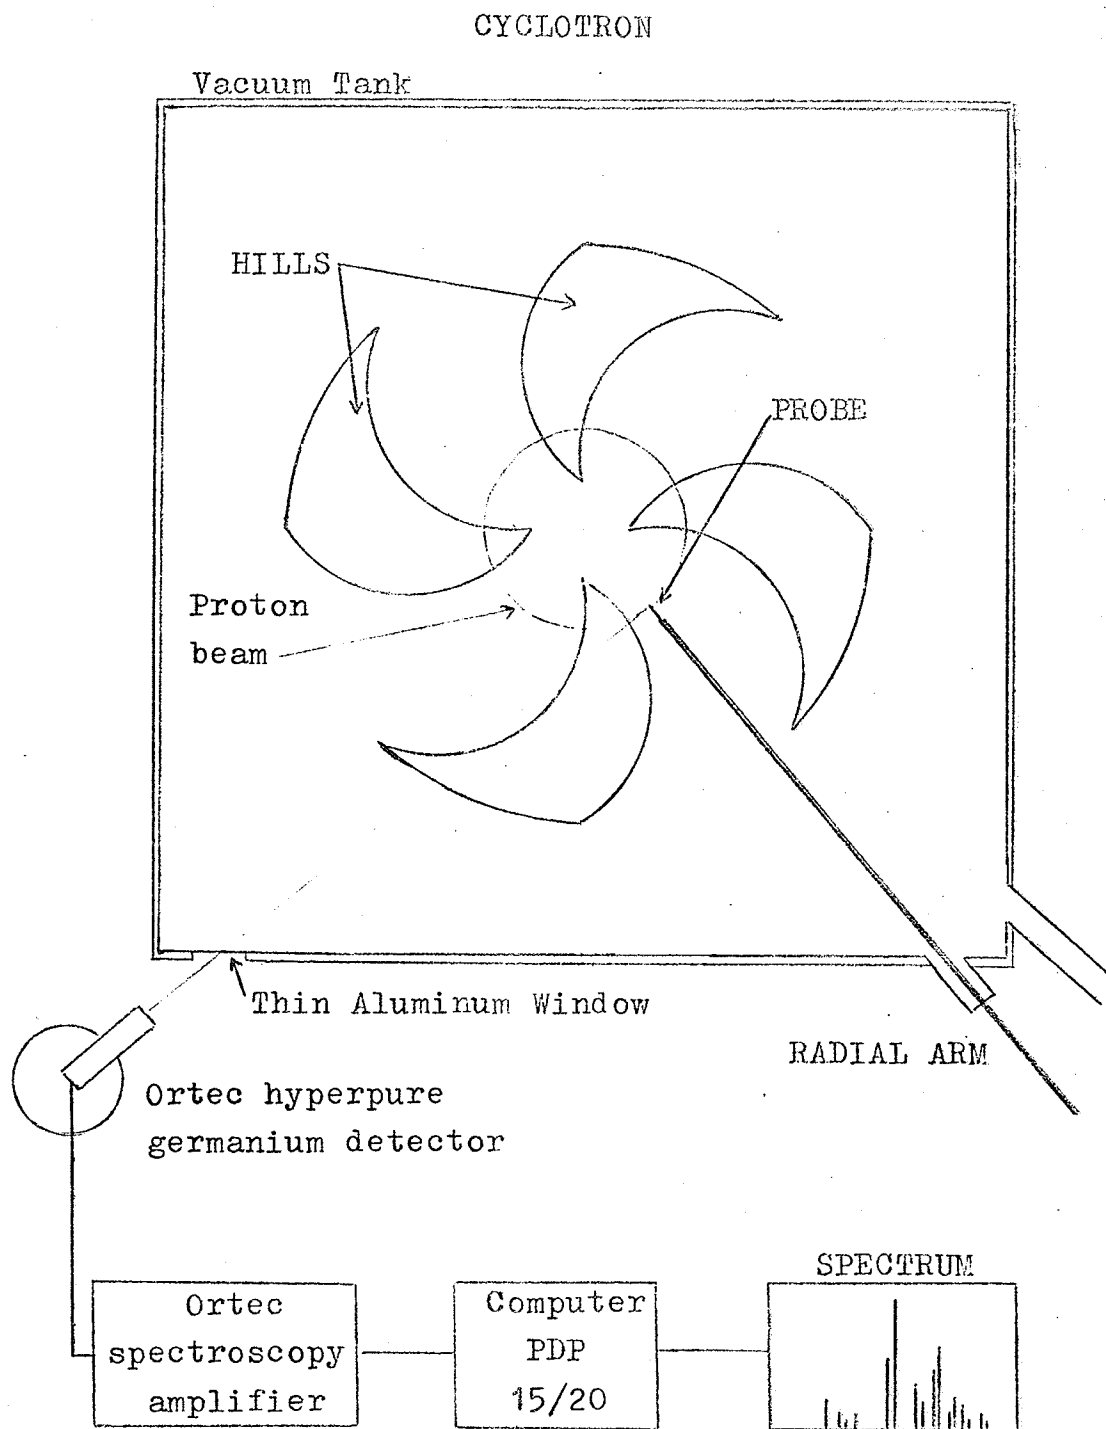 CYCLOTRON
Vacuum Tank
HILLS
PROBE
Proton
beam
Thin Aluminum Window
RADIAL ARM
Ortec hyperpure
germanium detector
SPECTRUM
Ortec
spectroscopy
amplifier
Computer
PDP
15/20